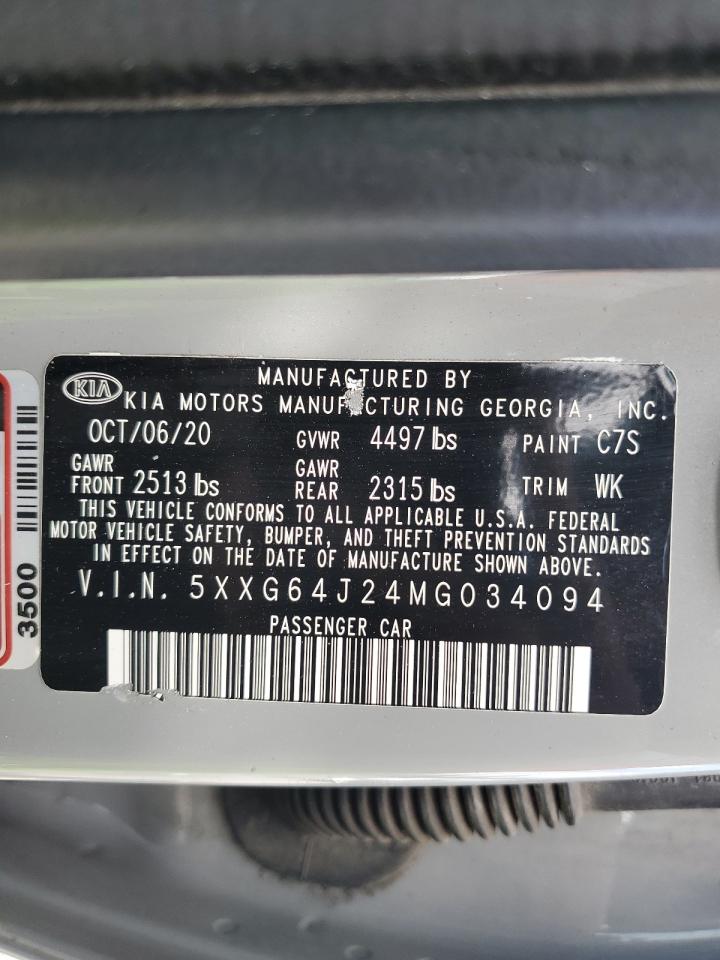 MANUFACTURED BY
KIA KIA MOTORS MANUFACTURING GEORGIA, INC.
OCT/06/20 GVWR 4497 lbs PAINT C7S
GAWR FRONT 2513 lbs GAWR REAR 2315 lbs TRIM WK
THIS VEHICLE CONFORMS TO ALL APPLICABLE U.S.A. FEDERAL
MOTOR VEHICLE SAFETY, BUMPER, AND THEFT PREVENTION STANDARDS
IN EFFECT ON THE DATE OF MANUFACTURE SHOWN ABOVE.
V.I.N. 5XXG64J24MG034094
PASSENGER CAR
3500